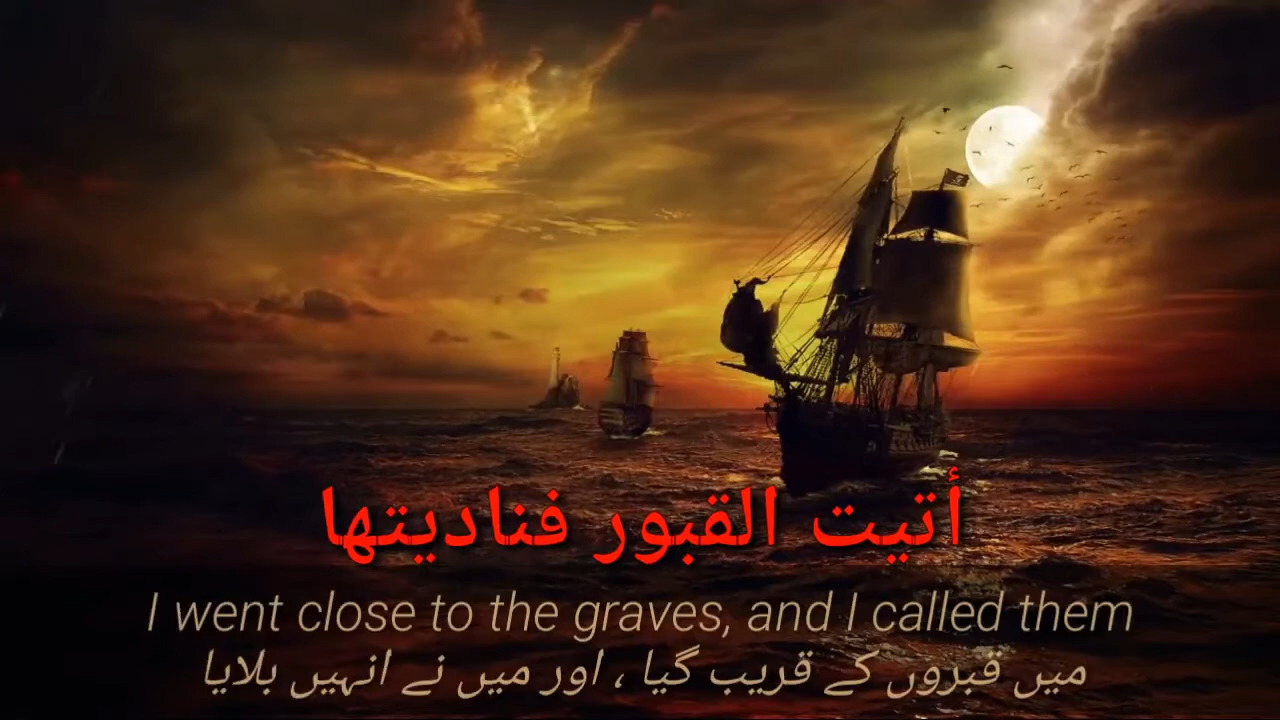 أتيت القبور فناديتها
I went close to the graves, and I called them
میں قبروں کے قریب گیا ، اور میں نے انہیں بلایا